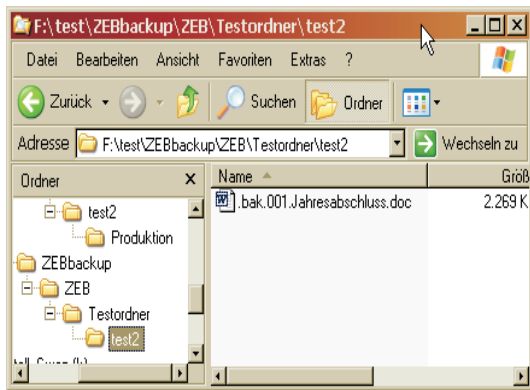 F:\test\ZEBbackup\ZEB\Testordner\test2
Datei Bearbeiten Ansicht Favoriten Extras ?
Zurück Suchen Ordner
Adresse F:\test\ZEBbackup\ZEB\Testordner\test2 Wechseln zu
Ordner x
test2
Produktion
ZEBbackup
ZEB
Testordner
test2
Name Größ
.bak.001.Jahresabschluss.doc 2.269 K